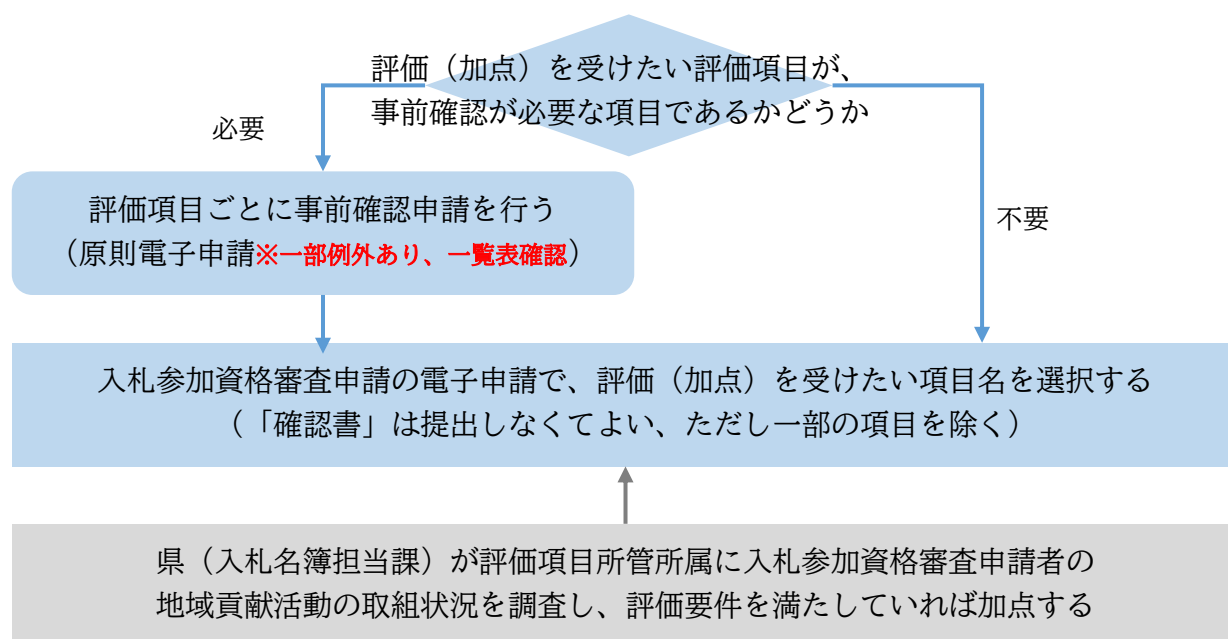 評価（加点）を受けたい評価項目が、
事前確認が必要な項目であるかどうか
必要
不要
評価項目ごとに事前確認申請を行う
（原則電子申請※一部例外あり、一覧表確認）
入札参加資格審査申請の電子申請で、評価（加点）を受けたい項目名を選択する
（「確認書」は提出しなくてよい、ただし一部の項目を除く）
県（入札名簿担当課）が評価項目所管所属に入札参加資格審査申請者の
地域貢献活動の取組状況を調査し、評価要件を満たしていれば加点する